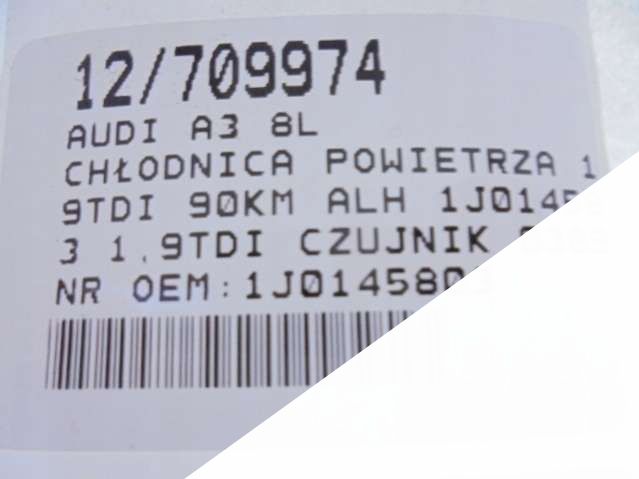 12/709974
AUDI A3 8L
CHŁODNICA POWIETRZA 1
9TDI 90KM ALH
3 1.9TDI CZUJNIK
NR OEM: